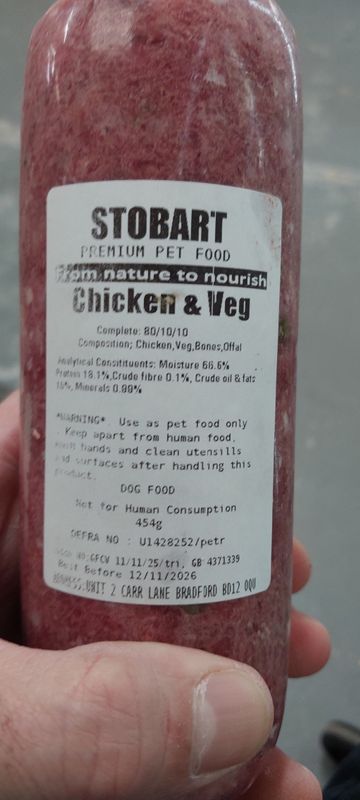 STOBART
PREMIUM PET FOOD
From nature to nourish
Chicken & Veg
Complete: 80/10/10
Composition; Chicken,Veg,Bones,Offal
Analytical Consitituents: Moisture 66.6%
Protein 18.1%,Crude fibre 0.1%, Crude oil & fats
15%, Minerals 0.99%
*WARNING* Use as pet food only
. Keep apart from human food.
hands and clean utensills
and surfaces after handling this
product.
DOG FOOD
Not for Human Consumption
454g
DEFRA NO : U1428252/petr
NO:CFCV 11/11/25/tri, GB 4371339
Best Before 12/11/2026
ADDRESS:UNIT 2 CARR LANE BRADFORD BD12 0QU